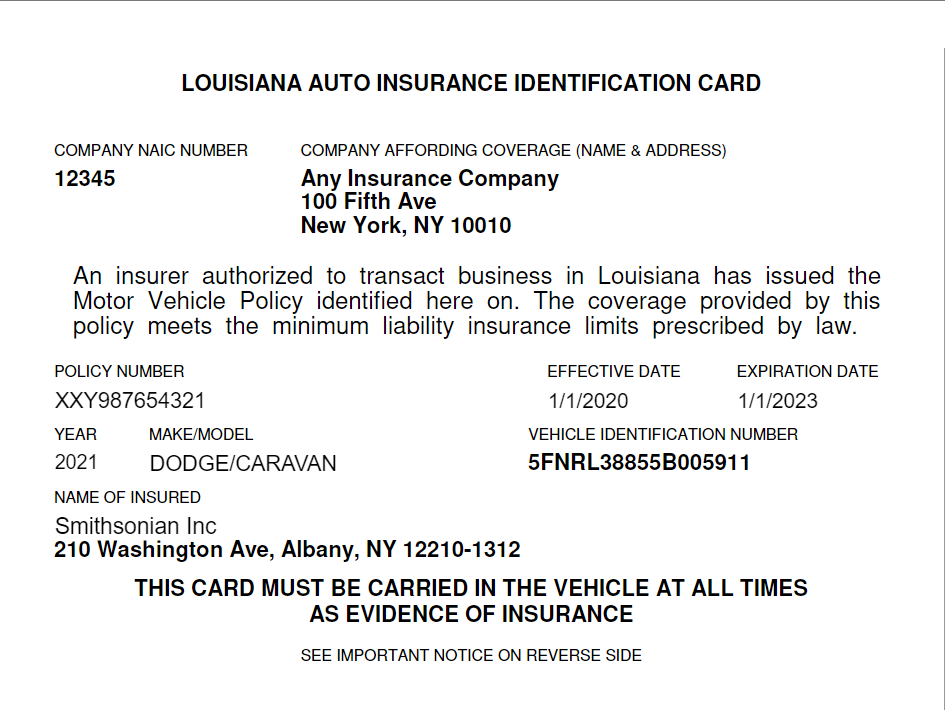 LOUISIANA AUTO INSURANCE IDENTIFICATION CARD
COMPANY NAIC NUMBER COMPANY AFFORDING COVERAGE (NAME & ADDRESS)
12345 Any Insurance Company
100 Fifth Ave
New York, NY 10010
An insurer authorized to transact business in Louisiana has issued the
Motor Vehicle Policy identified here on. The coverage provided by this
policy meets the minimum liability insurance limits prescribed by law.
POLICY NUMBER EFFECTIVE DATE EXPIRATION DATE
XXY987654321 1/1/2020 1/1/2023
YEAR MAKE/MODEL VEHICLE IDENTIFICATION NUMBER
2021 DODGE/CARAVAN 5FNRL38855B005911
NAME OF INSURED
Smithsonian Inc
210 Washington Ave, Albany, NY 12210-1312
THIS CARD MUST BE CARRIED IN THE VEHICLE AT ALL TIMES
AS EVIDENCE OF INSURANCE
SEE IMPORTANT NOTICE ON REVERSE SIDE